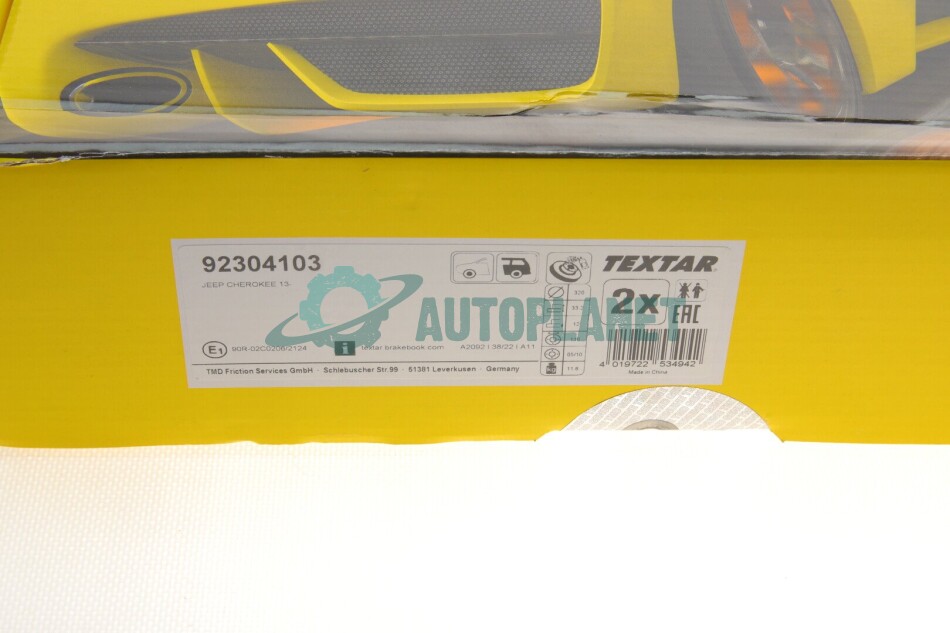 92304103
JEEP CHEROKEE 13-
TEXTAR
2x
EAC
AUTOPLANET
E1 90R-02C0206/2124
textar.brakebook.com
A2092 | 38/22 | A11
TMD Friction Services GmbH · Schlebuscher Str.99 · 51381 Leverkusen · Germany
4 019722 534942
Made in China